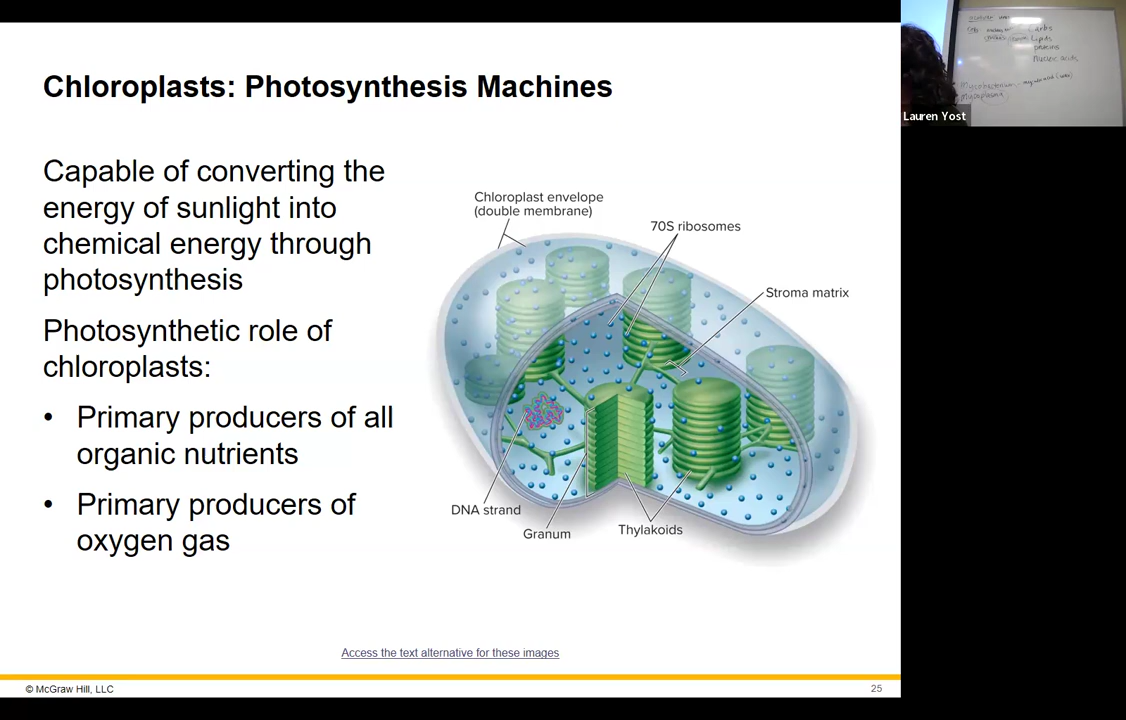 Chloroplasts: Photosynthesis Machines
Capable of converting the
energy of sunlight into
chemical energy through
photosynthesis
Photosynthetic role of
chloroplasts:
• Primary producers of all
organic nutrients
• Primary producers of
oxygen gas
Chloroplast envelope
(double membrane)
70S ribosomes
Stroma matrix
DNA strand
Granum
Thylakoids
Access the text alternative for these images
© McGraw Hill, LLC
25
Lipids
proteins
Nucleic acids
Mycobacterium
Mycoplasma
Lauren Yost